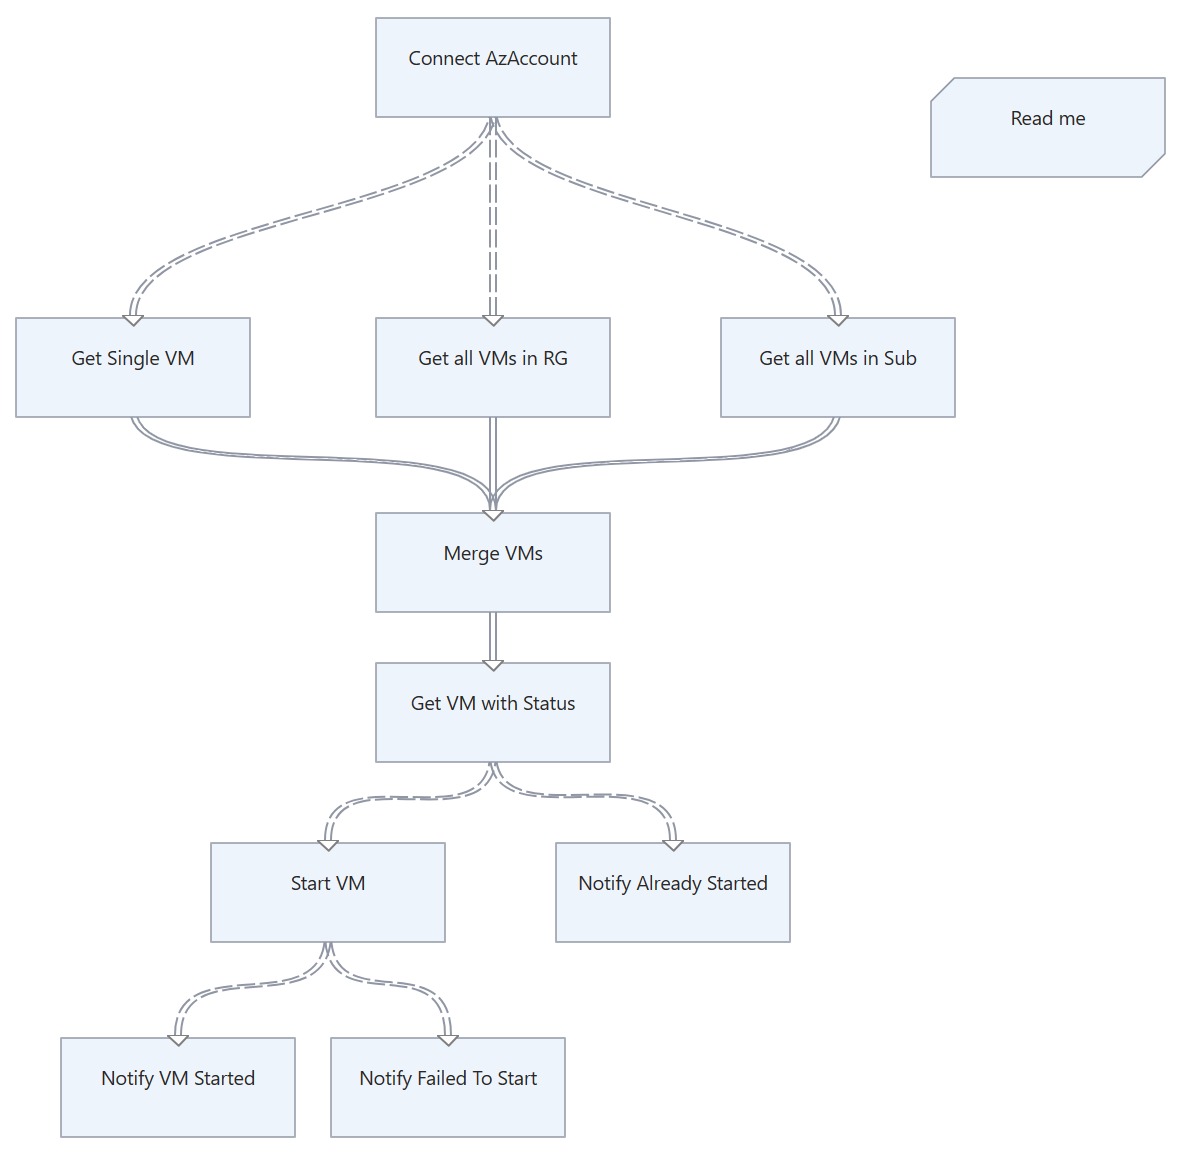 Connect AzAccount
Read me
Get Single VM
Get all VMs in RG
Get all VMs in Sub
Merge VMs
Get VM with Status
Start VM
Notify Already Started
Notify VM Started
Notify Failed To Start